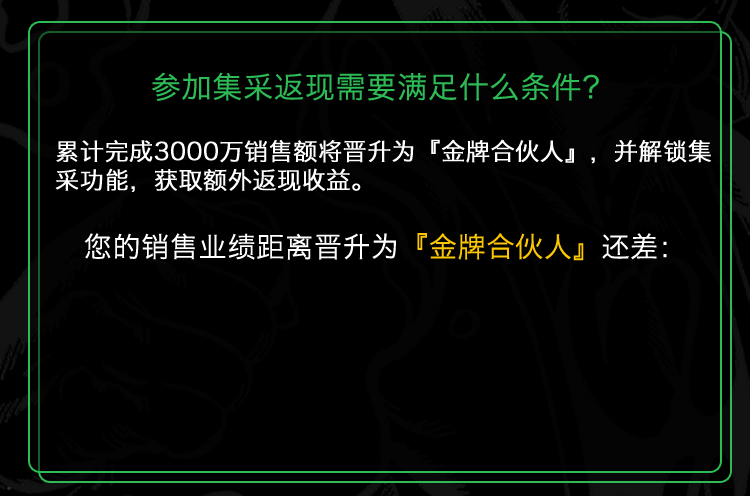 参加集采返现需要满足什么条件？
累计完成3000万销售额将晋升为『金牌合伙人』，并解锁集
采功能，获取额外返现收益。
您的销售业绩距离晋升为『金牌合伙人』还差：